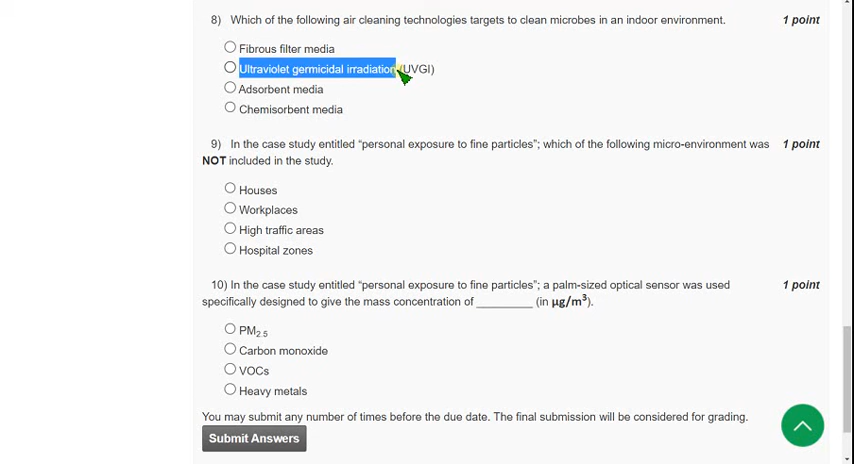 8) Which of the following air cleaning technologies targets to clean microbes in an indoor environment. 1 point
Fibrous filter media
Ultraviolet germicidal irradiation (UVGI)
Adsorbent media
Chemisorbent media
9) In the case study entitled “personal exposure to fine particles”; which of the following micro-environment was 1 point
NOT included in the study.
Houses
Workplaces
High traffic areas
Hospital zones
10) In the case study entitled “personal exposure to fine particles”; a palm-sized optical sensor was used 1 point
specifically designed to give the mass concentration of ________ (in µg/m³).
PM₂.₅
Carbon monoxide
VOCs
Heavy metals
You may submit any number of times before the due date. The final submission will be considered for grading.
Submit Answers